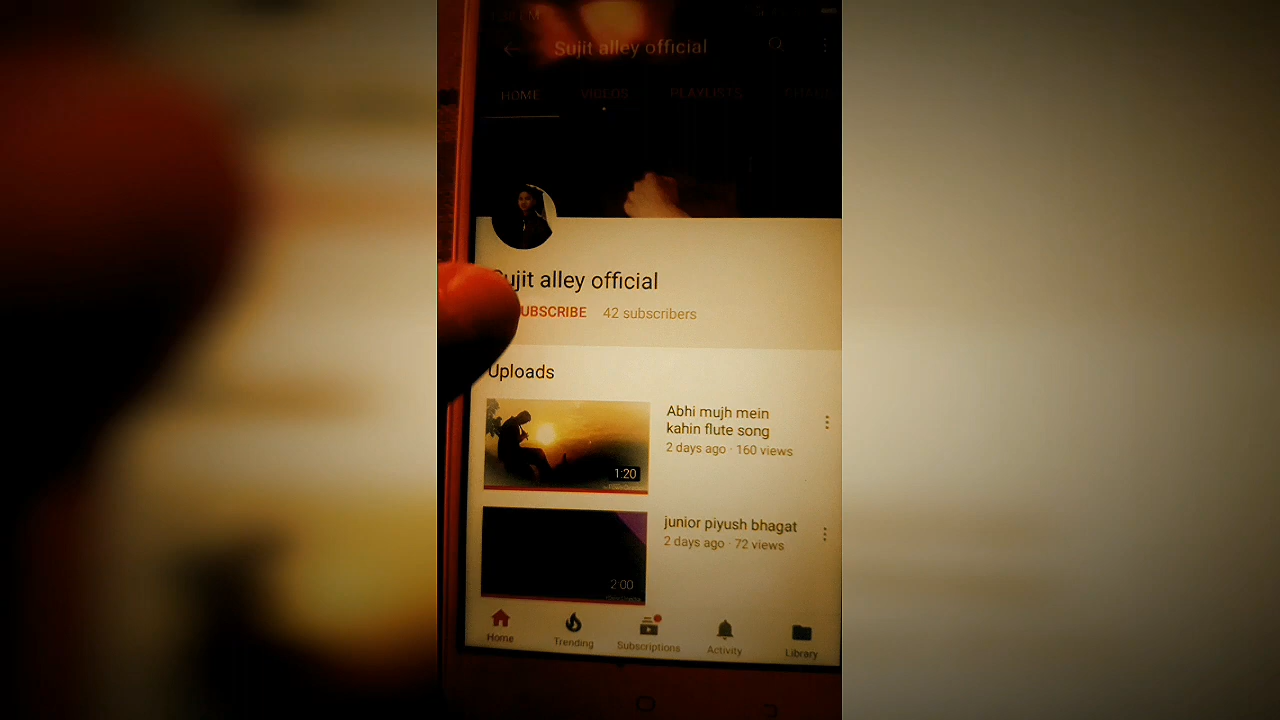 Sujit alley official
HOME VIDEOS PLAYLISTS
Sujit alley official
UBSCRIBE 42 subscribers
Uploads
Abhi mujh mein
kahin flute song
2 days ago · 160 views
1:20
junior piyush bhagat
2 days ago · 72 views
2:00
Home Trending Subscriptions Activity Library